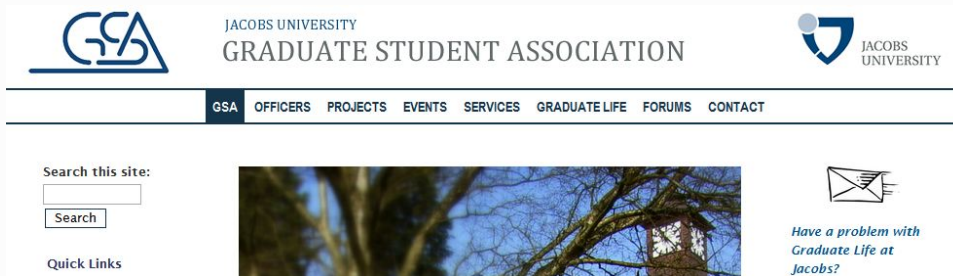 GSA
JACOBS UNIVERSITY
GRADUATE STUDENT ASSOCIATION
JACOBS
UNIVERSITY
GSA OFFICERS PROJECTS EVENTS SERVICES GRADUATE LIFE FORUMS CONTACT
Search this site:
Search
Quick Links
Have a problem with
Graduate Life at
Jacobs?